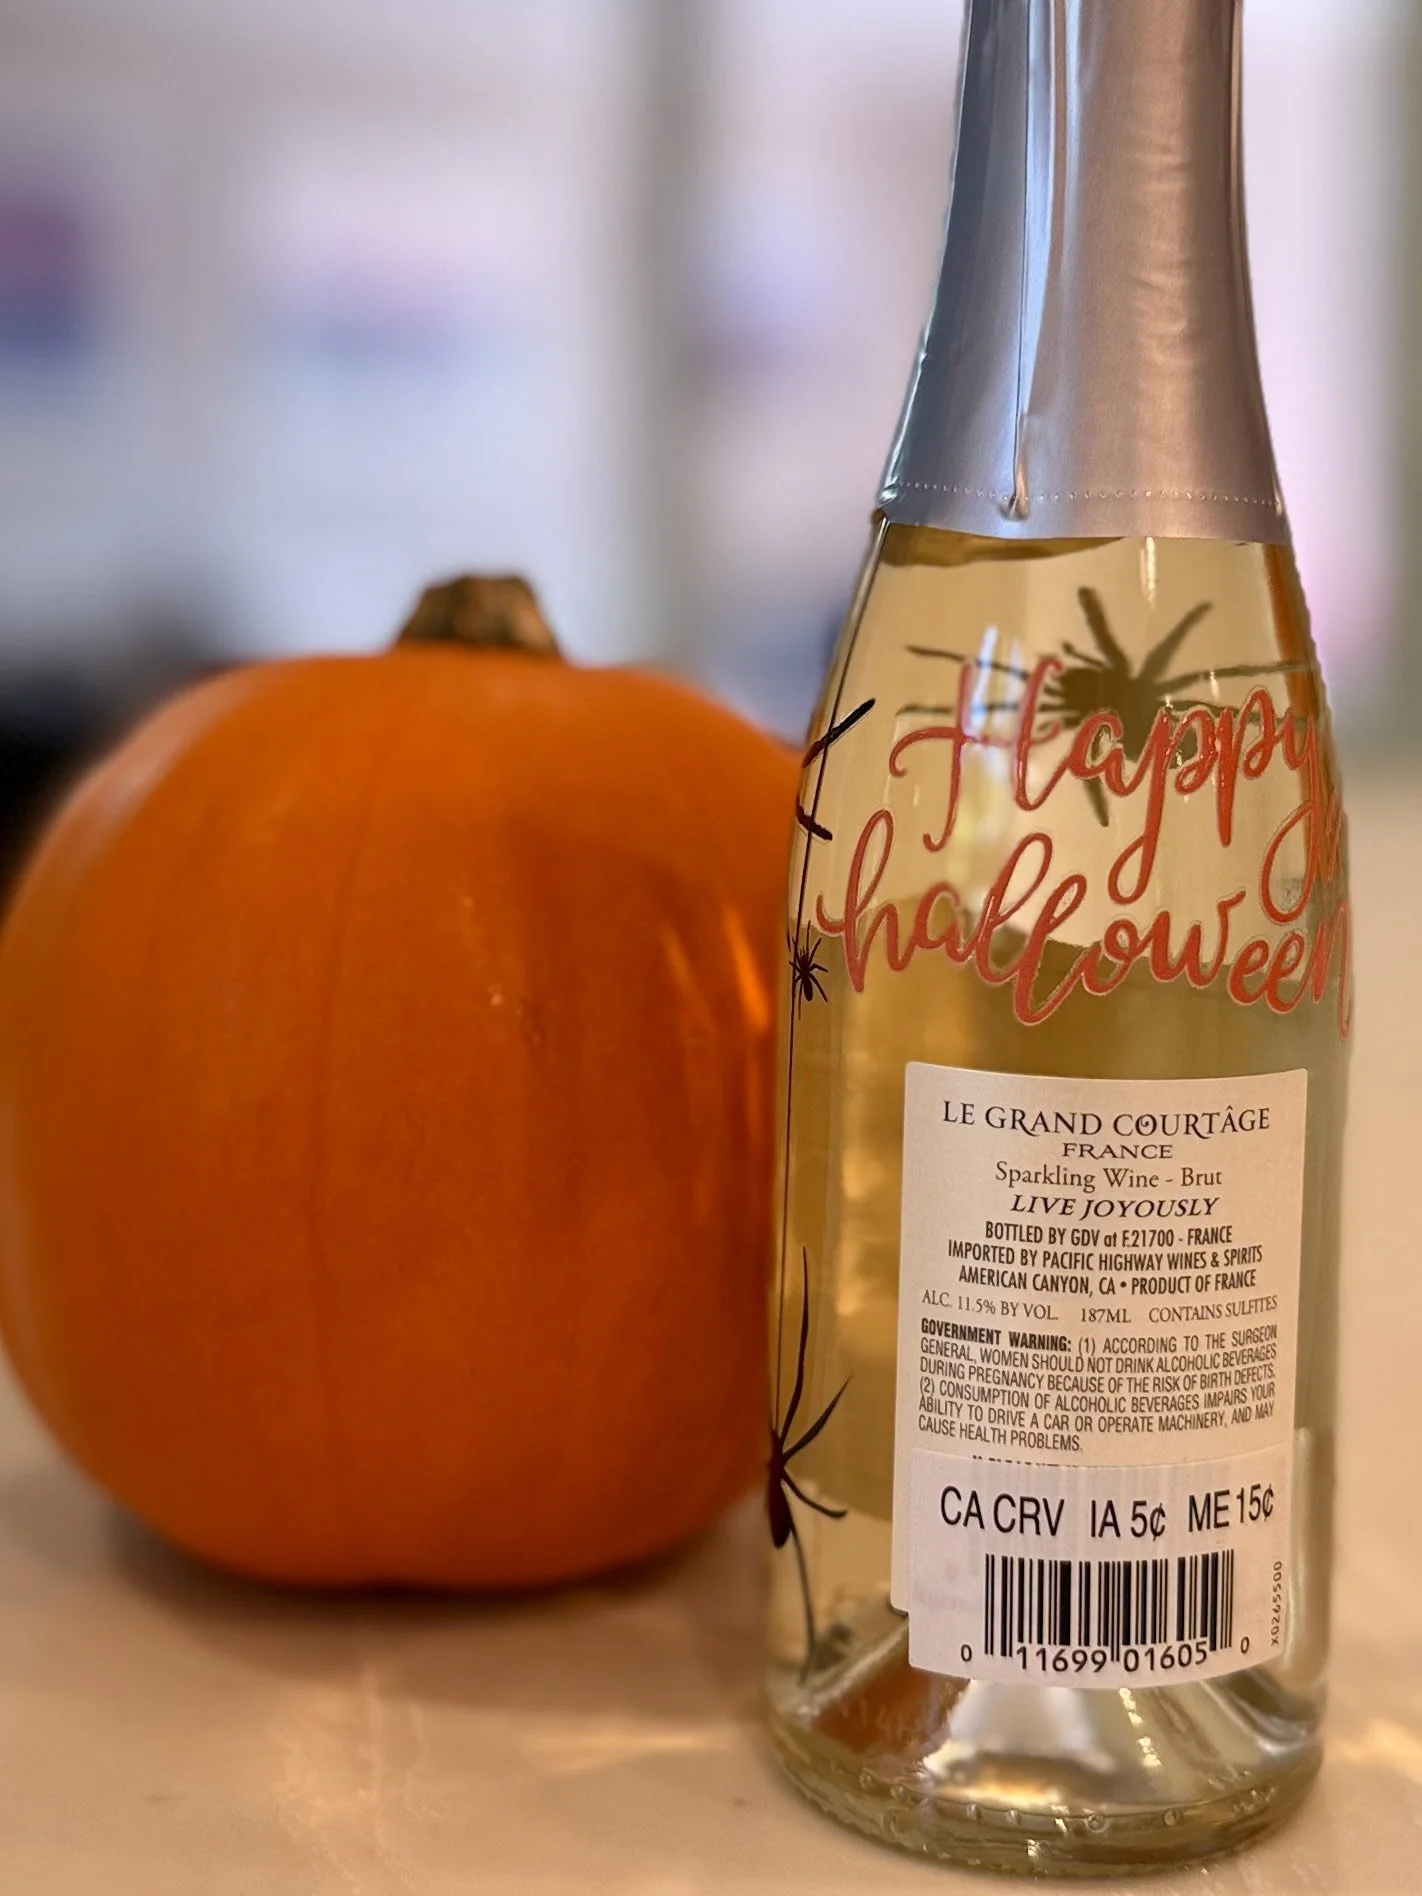 Happy
halloween
LE GRAND COURTÂGE
FRANCE
Sparkling Wine - Brut
LIVE JOYOUSLY
BOTTLED BY GDV at F.21700 - FRANCE
IMPORTED BY PACIFIC HIGHWAY WINES & SPIRITS
AMERICAN CANYON, CA • PRODUCT OF FRANCE
ALC. 11.5% BY VOL. 187ML CONTAINS SULFITES
GOVERNMENT WARNING: (1) ACCORDING TO THE SURGEON
GENERAL, WOMEN SHOULD NOT DRINK ALCOHOLIC BEVERAGES
DURING PREGNANCY BECAUSE OF THE RISK OF BIRTH DEFECTS.
(2) CONSUMPTION OF ALCOHOLIC BEVERAGES IMPAIRS YOUR
ABILITY TO DRIVE A CAR OR OPERATE MACHINERY, AND MAY
CAUSE HEALTH PROBLEMS.
CA CRV IA 5¢ ME 15¢
0 11699 01605 0
X0265500